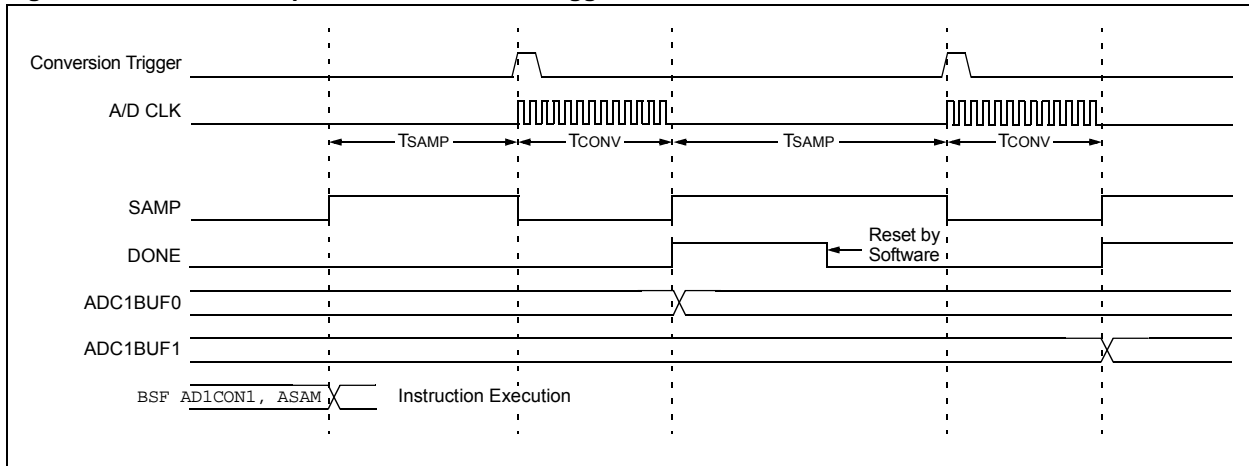 Conversion Trigger
A/D CLK
TSAMP TCONV TSAMP TCONV
SAMP
DONE
Reset by
Software
ADC1BUF0
ADC1BUF1
BSF AD1CON1, ASAM Instruction Execution